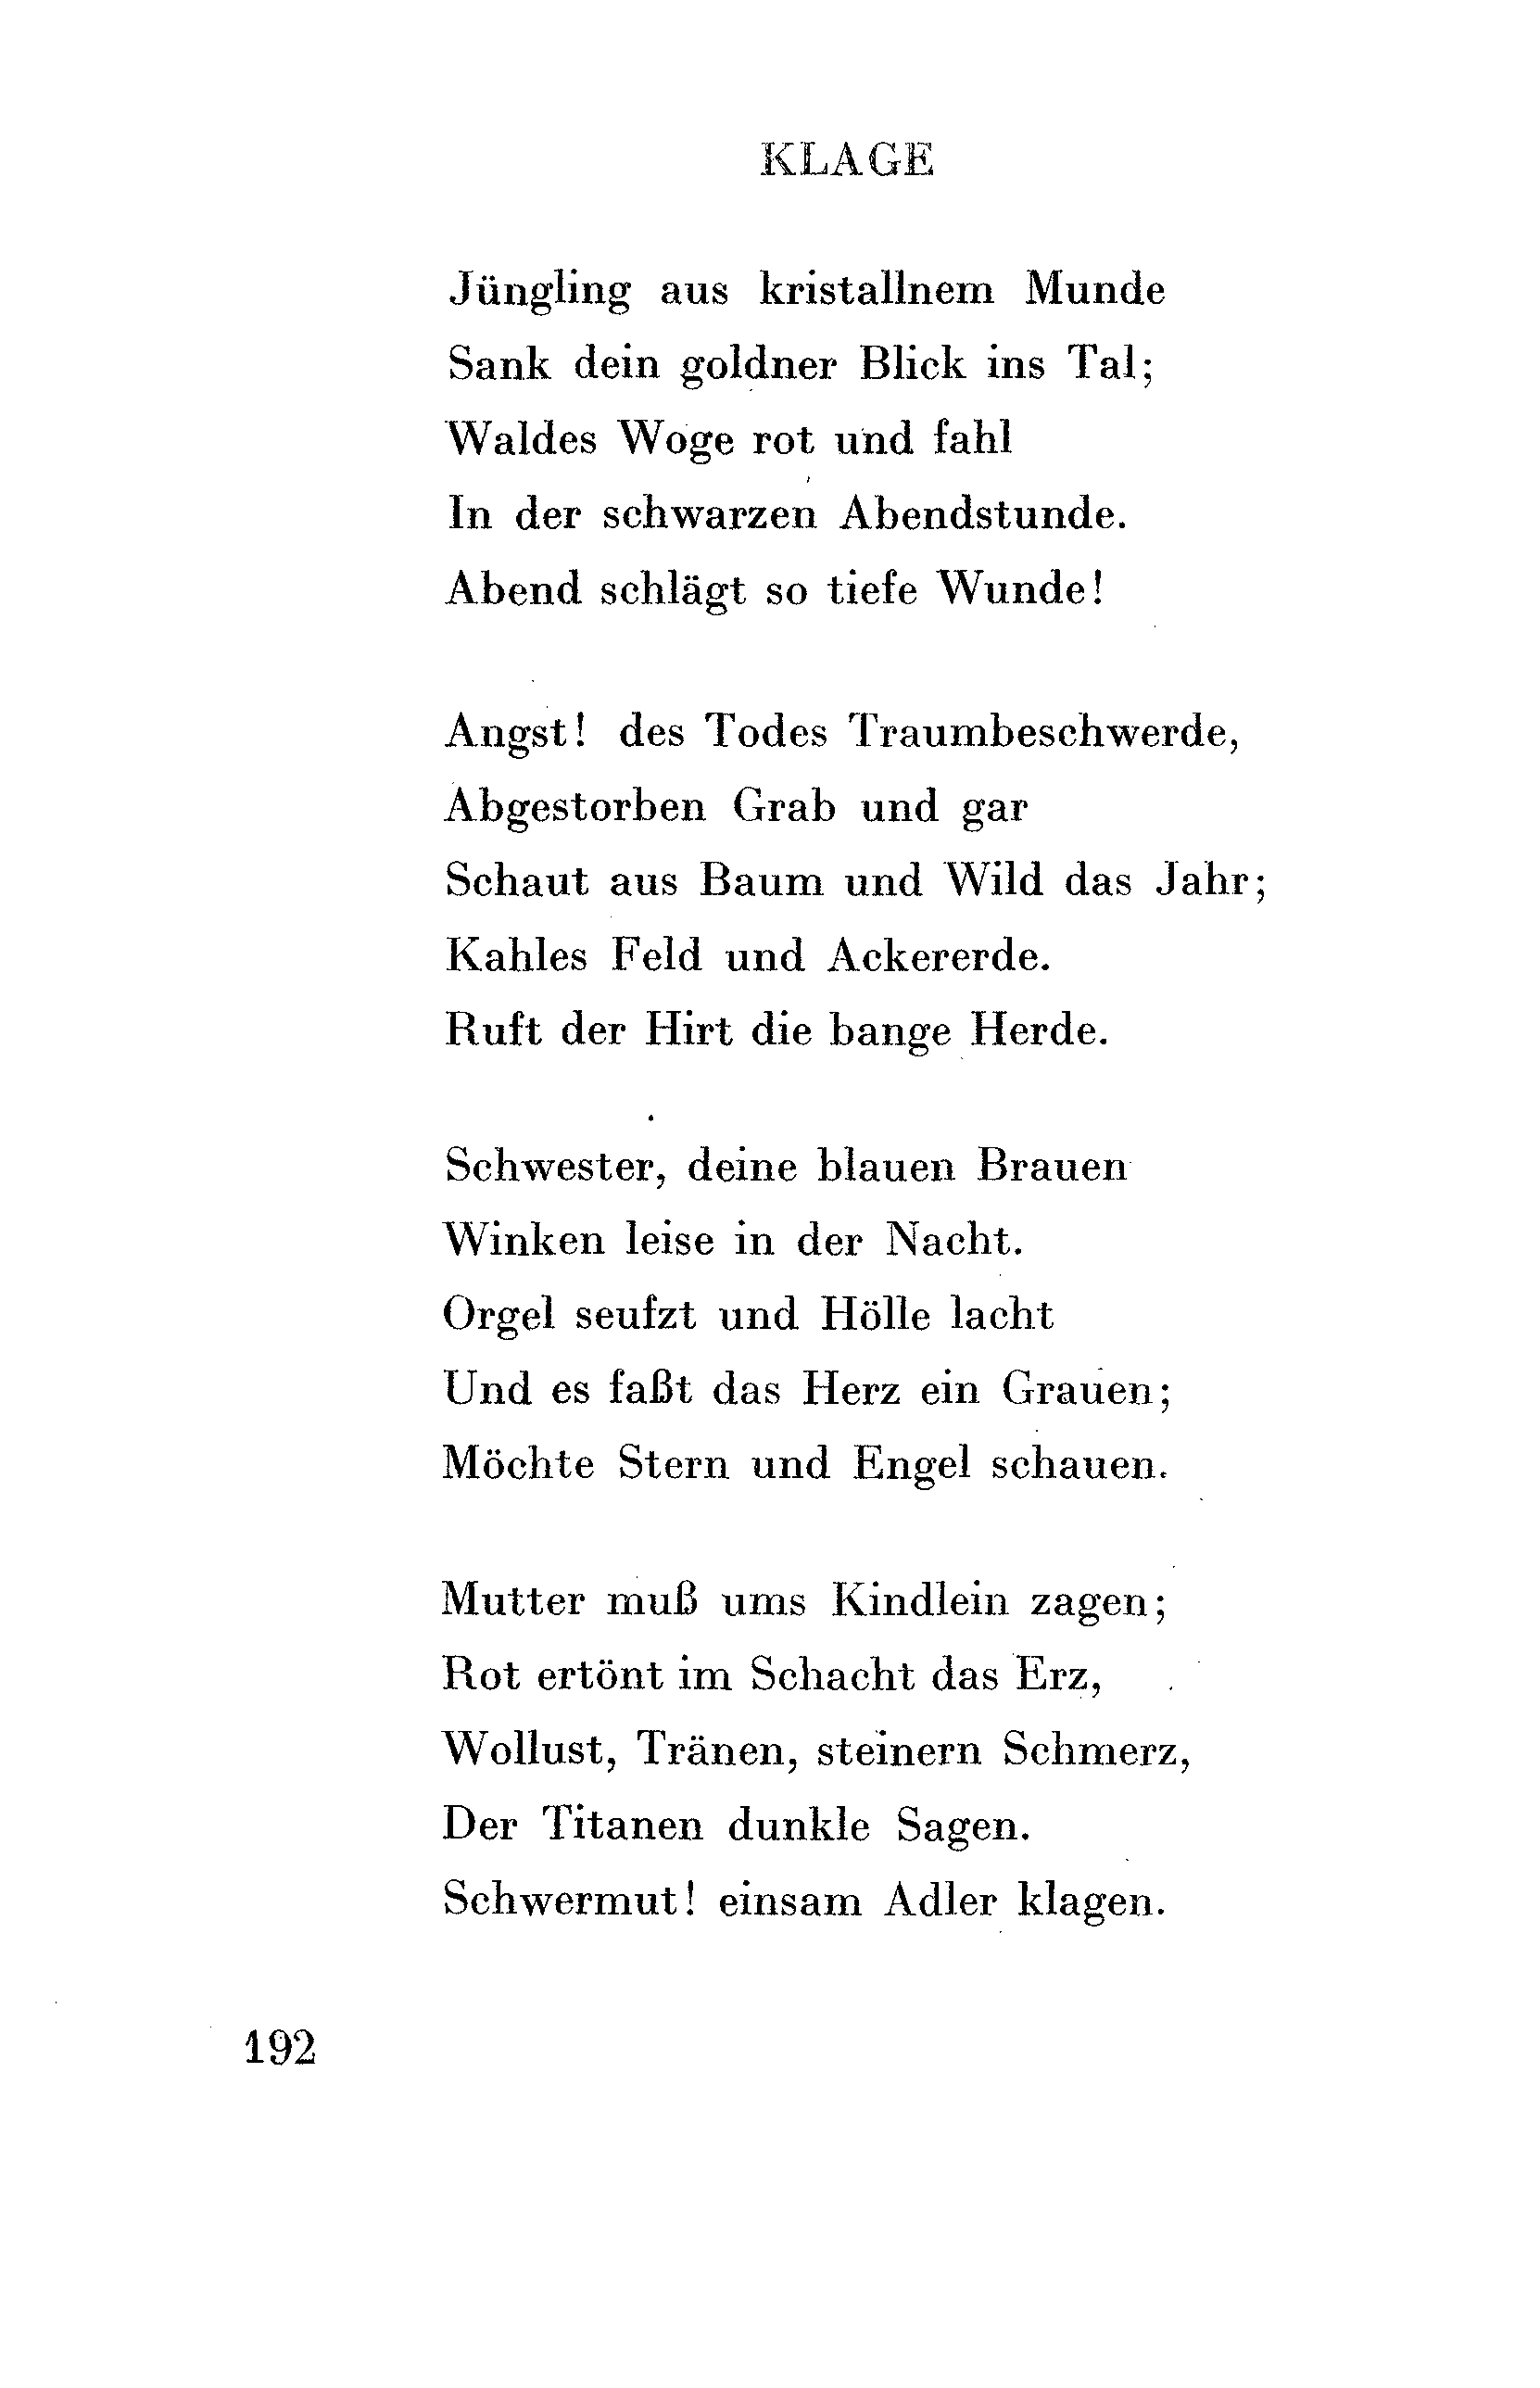 KLAGE
Jüngling aus kristallnem Munde
Sank dein goldner Blick ins Tal;
Waldes Woge rot und fahl
In der schwarzen Abendstunde.
Abend schlägt so tiefe Wunde!
Angst! des Todes Traumbeschwerde,
Abgestorben Grab und gar
Schaut aus Baum und Wild das Jahr;
Kahles Feld und Ackererde.
Ruft der Hirt die bange Herde.
Schwester, deine blauen Brauen
Winken leise in der Nacht.
Orgel seufzt und Hölle lacht
Und es faßt das Herz ein Grauen;
Möchte Stern und Engel schauen.
Mutter muß ums Kindlein zagen;
Rot ertönt im Schacht das Erz,
Wollust, Tränen, steinern Schmerz,
Der Titanen dunkle Sagen.
Schwermut! einsam Adler klagen.
192